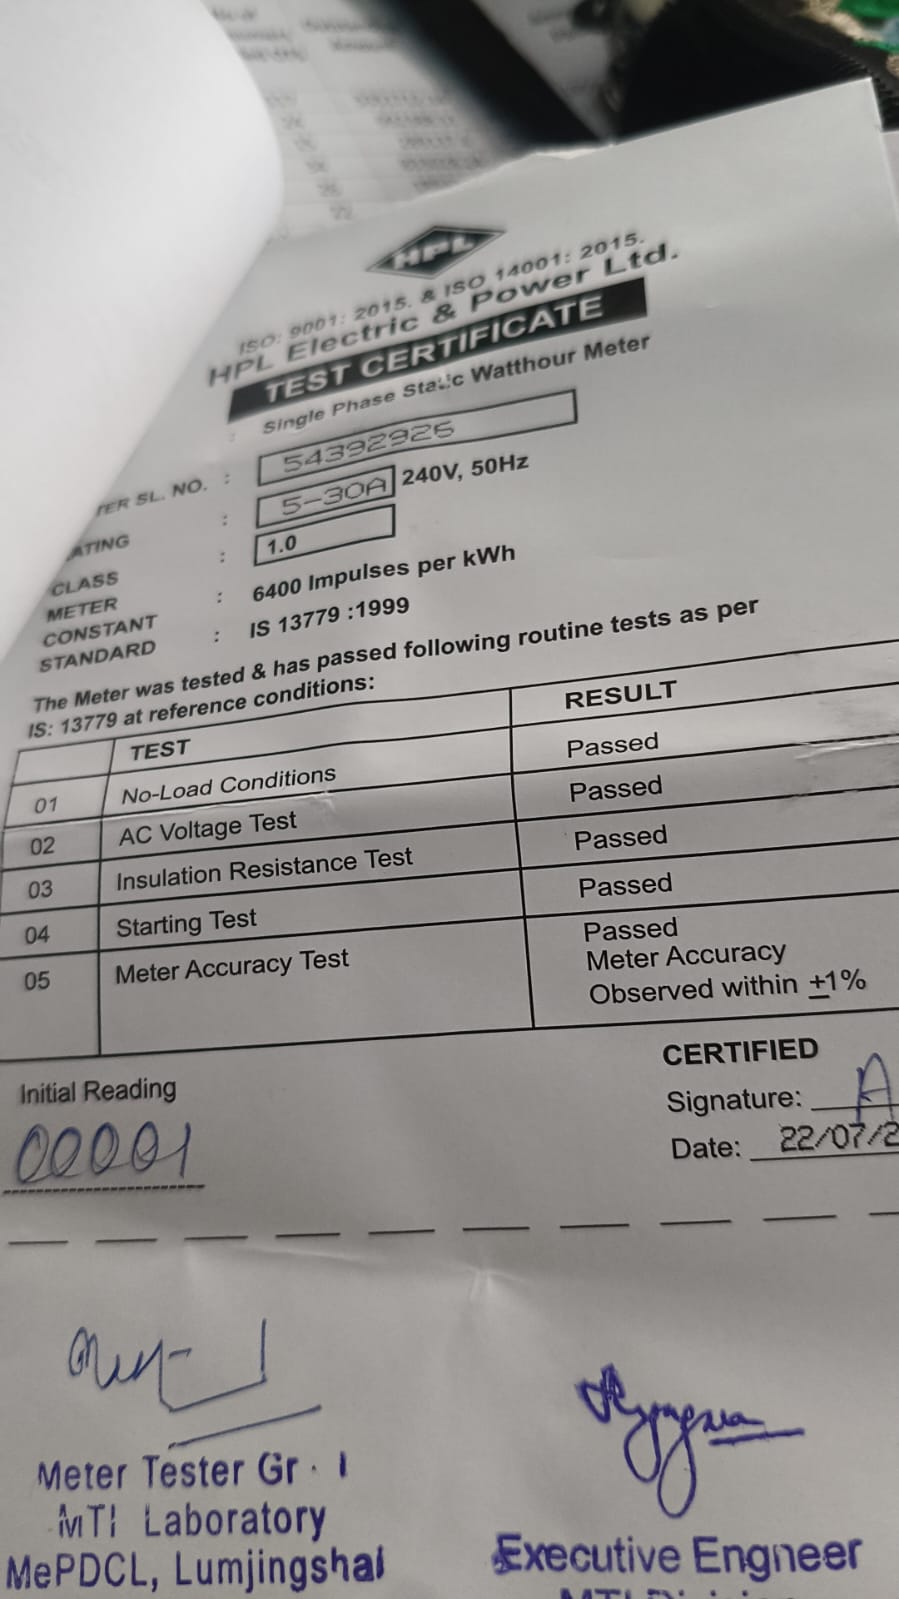 HPL
ISO: 9001: 2015. & ISO 14001: 2015.
HPL Electric & Power Ltd.
TEST CERTIFICATE
: Single Phase Static Watthour Meter
TER SL. NO. : 54392926
ATING : 5-30A 240V, 50Hz
CLASS : 1.0
METER
CONSTANT : 6400 Impulses per kWh
STANDARD : IS 13779 :1999
The Meter was tested & has passed following routine tests as per
IS: 13779 at reference conditions:
TEST RESULT
01 No-Load Conditions Passed
02 AC Voltage Test Passed
03 Insulation Resistance Test Passed
04 Starting Test Passed
05 Meter Accuracy Test Passed
Meter Accuracy
Observed within ±1%
CERTIFIED
Initial Reading
Signature:
00001
Date: 22/07/2
Meter Tester Gr. I
MTI Laboratory
MePDCL, Lumjingshai
Executive Engneer
MTI Division